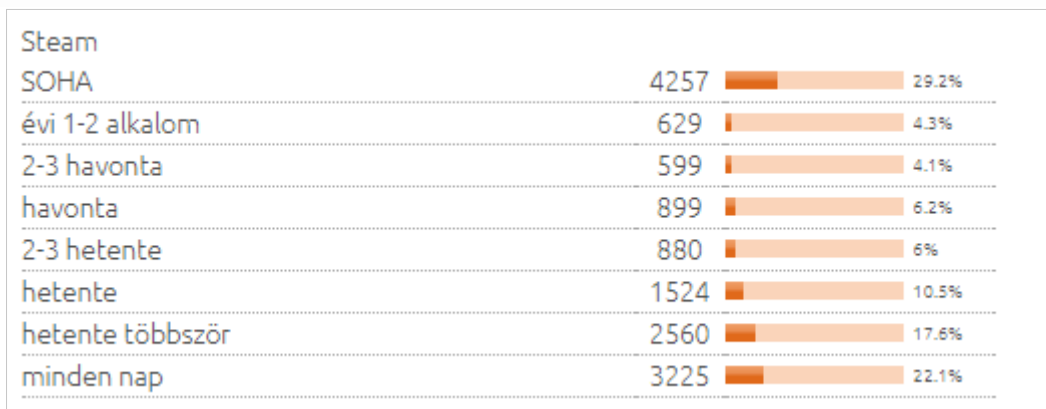 Steam
SOHA 4257 29.2%
évi 1-2 alkalom 629 4.3%
2-3 havonta 599 4.1%
havonta 899 6.2%
2-3 hetente 880 6%
hetente 1524 10.5%
hetente többször 2560 17.6%
minden nap 3225 22.1%